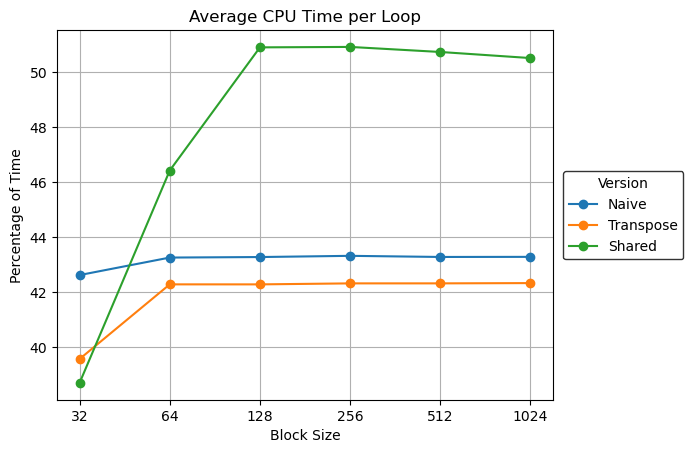 Average CPU Time per Loop
Percentage of Time
50
48
46
44
42
40
32 64 128 256 512 1024
Block Size
Version
Naive
Transpose
Shared